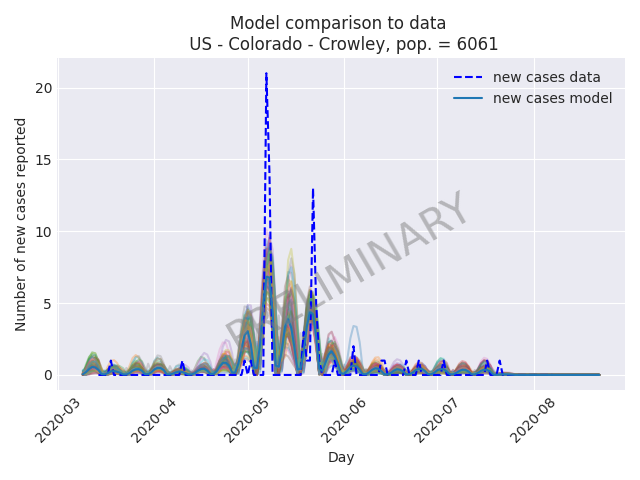 Model comparison to data
US - Colorado - Crowley, pop. = 6061
new cases data
new cases model
Number of new cases reported
20
15
10
5
0
PRELIMINARY
2020-03
2020-04
2020-05
2020-06
2020-07
2020-08
Day